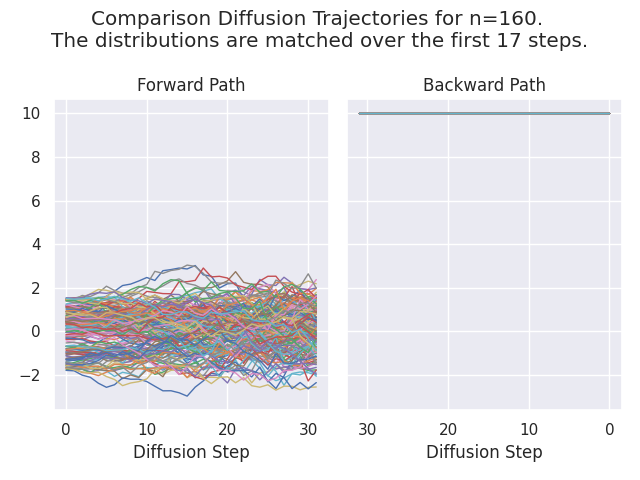 Comparison Diffusion Trajectories for n=160.
The distributions are matched over the first 17 steps.
Forward Path
Backward Path
10
8
6
4
2
0
−2
0 10 20 30
30 20 10 0
Diffusion Step
Diffusion Step